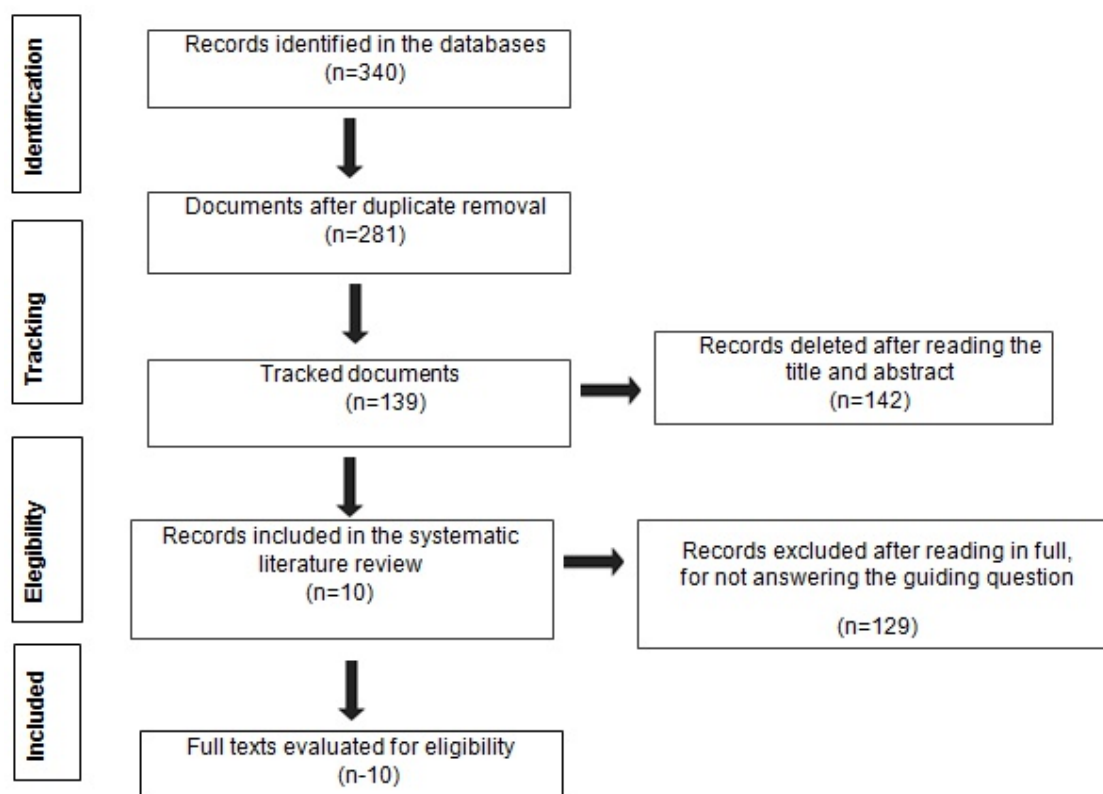 Identification
Records identified in the databases
(n=340)
Documents after duplicate removal
(n=281)
Tracking
Tracked documents
(n=139)
Records deleted after reading the
title and abstract
(n=142)
Elegibility
Records included in the systematic
literature review
(n=10)
Records excluded after reading in full,
for not answering the guiding question
(n=129)
Included
Full texts evaluated for eligibility
(n-10)